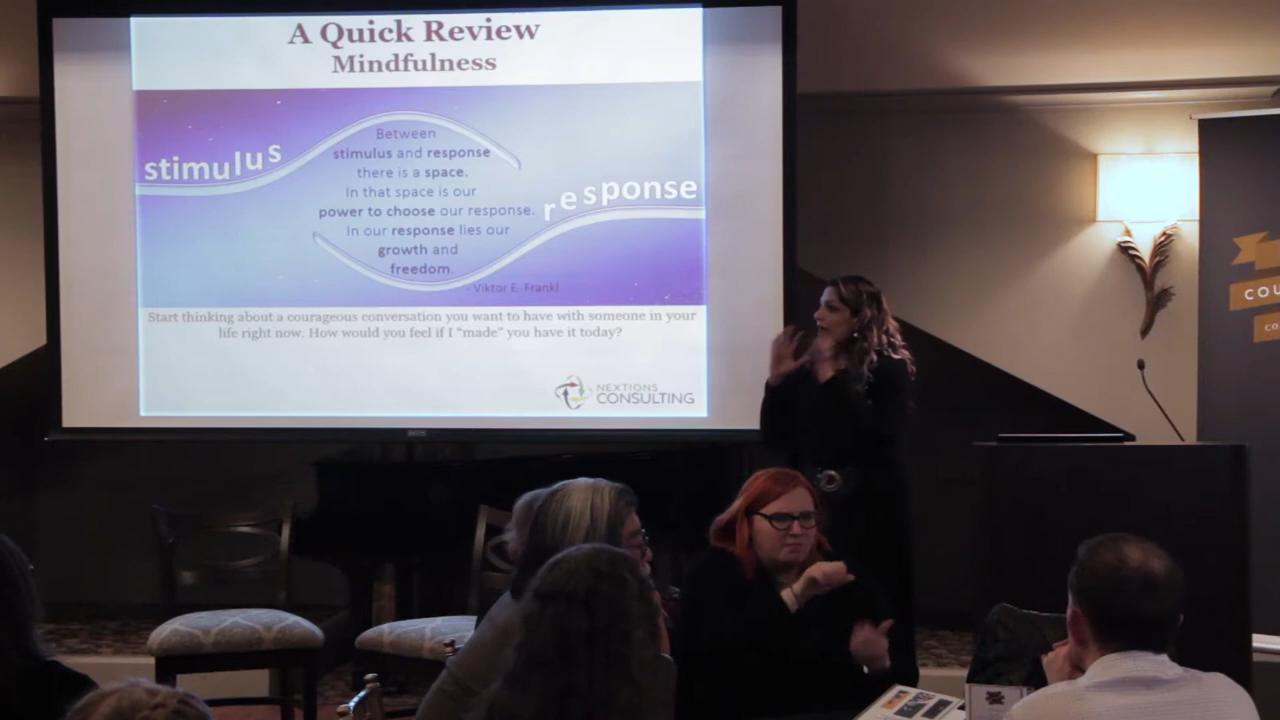 A Quick Review
Mindfulness
stimulus
Between
stimulus and response
there is a space.
In that space is our
power to choose our response.
In our response lies our
growth and
freedom.
- Viktor E. Frankl
response
Start thinking about a courageous conversation you want to have with someone in your
life right now. How would you feel if I "made" you have it today?
NEXTIONS
CONSULTING
COU
CO